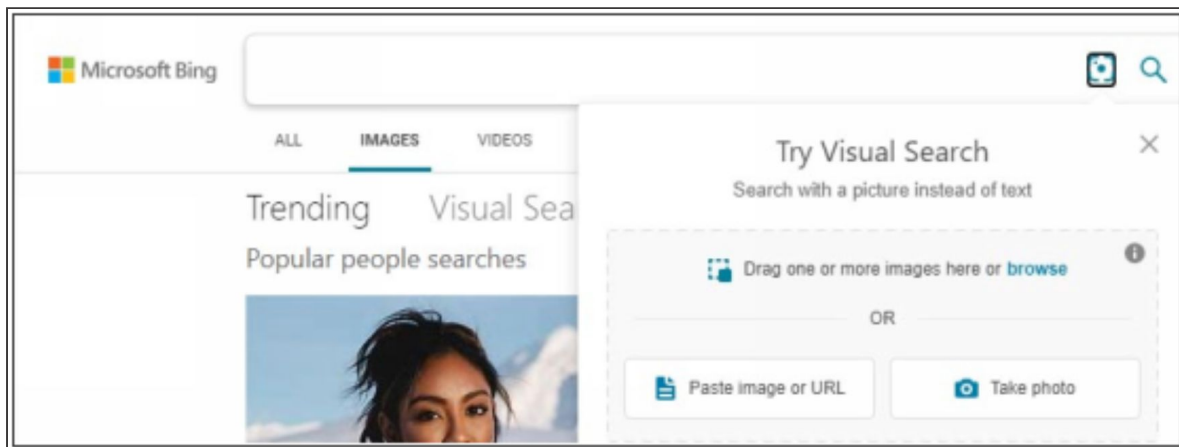 Microsoft Bing
ALL IMAGES VIDEOS
Try Visual Search
Search with a picture instead of text
Trending Visual Sea
Popular people searches
Drag one or more images here or browse
OR
Paste image or URL Take photo